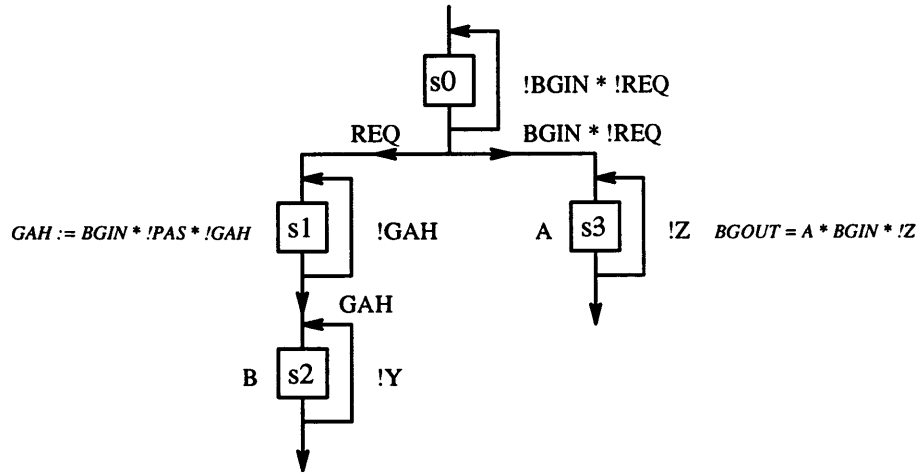 s0
!BGIN * !REQ
REQ
BGIN * !REQ
GAH := BGIN * !PAS * !GAH
s1
!GAH
A
s3
!Z
BGOUT = A * BGIN * !Z
GAH
B
s2
!Y